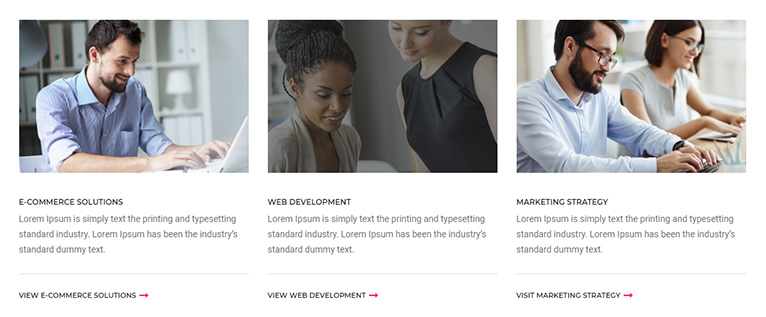 E-COMMERCE SOLUTIONS
Lorem Ipsum is simply text the printing and typesetting
standard industry. Lorem Ipsum has been the industry's
standard dummy text.
VIEW E-COMMERCE SOLUTIONS
WEB DEVELOPMENT
Lorem Ipsum is simply text the printing and typesetting
standard industry. Lorem Ipsum has been the industry's
standard dummy text.
VIEW WEB DEVELOPMENT
MARKETING STRATEGY
Lorem Ipsum is simply text the printing and typesetting
standard industry. Lorem Ipsum has been the industry's
standard dummy text.
VISIT MARKETING STRATEGY